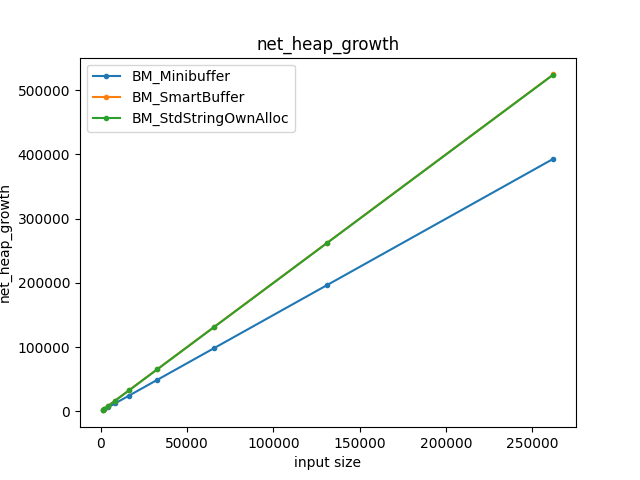 net_heap_growth
BM_Minibuffer
BM_SmartBuffer
BM_StdStringOwnAlloc
500000
400000
300000
200000
100000
0
net_heap_growth
0 50000 100000 150000 200000 250000
input size